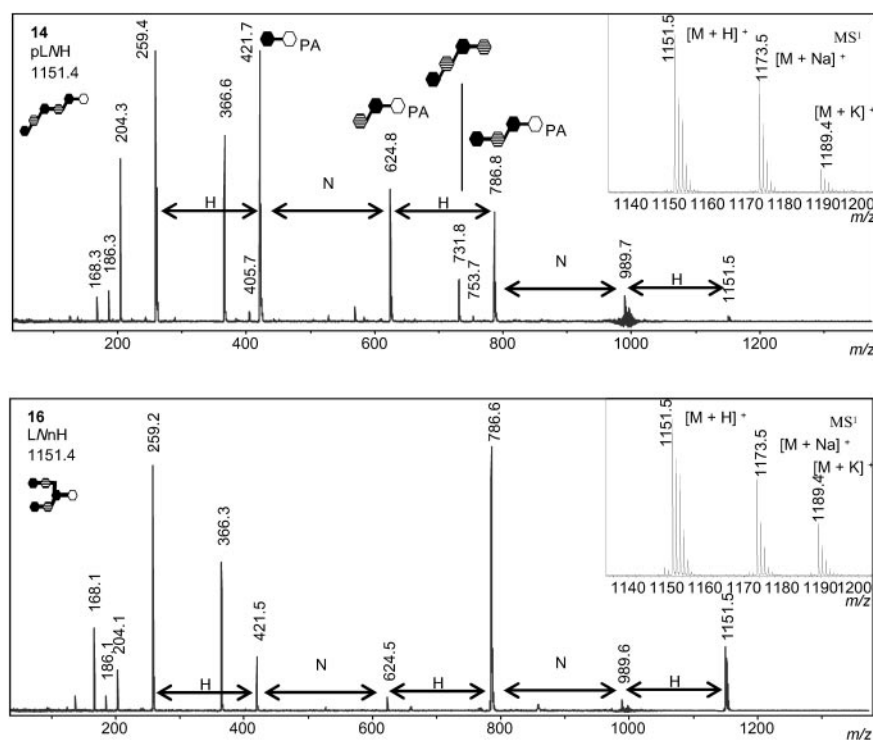 14
pLNH
1151.4
168.3
186.3
204.3
259.4
366.6
405.7
421.7
PA
624.8
PA
731.8
753.7
786.8
PA
989.7
1151.5
H
N
H
N
H
200
400
600
800
1000
1200
m/z
[M + H] +
MS1
1151.5
[M + Na] +
1173.5
[M + K] +
1189.4
1140 1150 1160 1170 1180 1190 1200
m/z
16
LNnH
1151.4
168.1
186.1
204.1
259.2
366.3
421.5
624.5
786.6
989.6
1151.5
H
N
H
N
H
200
400
600
800
1000
1200
m/z
[M + H] +
MS1
1151.5
[M + Na] +
1173.5
[M + K] +
1189.4
1140 1150 1160 1170 1180 1190 1200
m/z